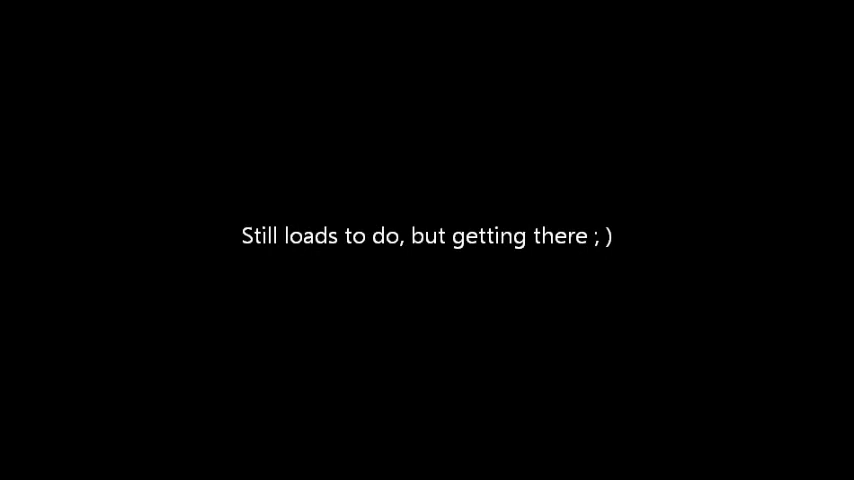 Still loads to do, but getting there ; )